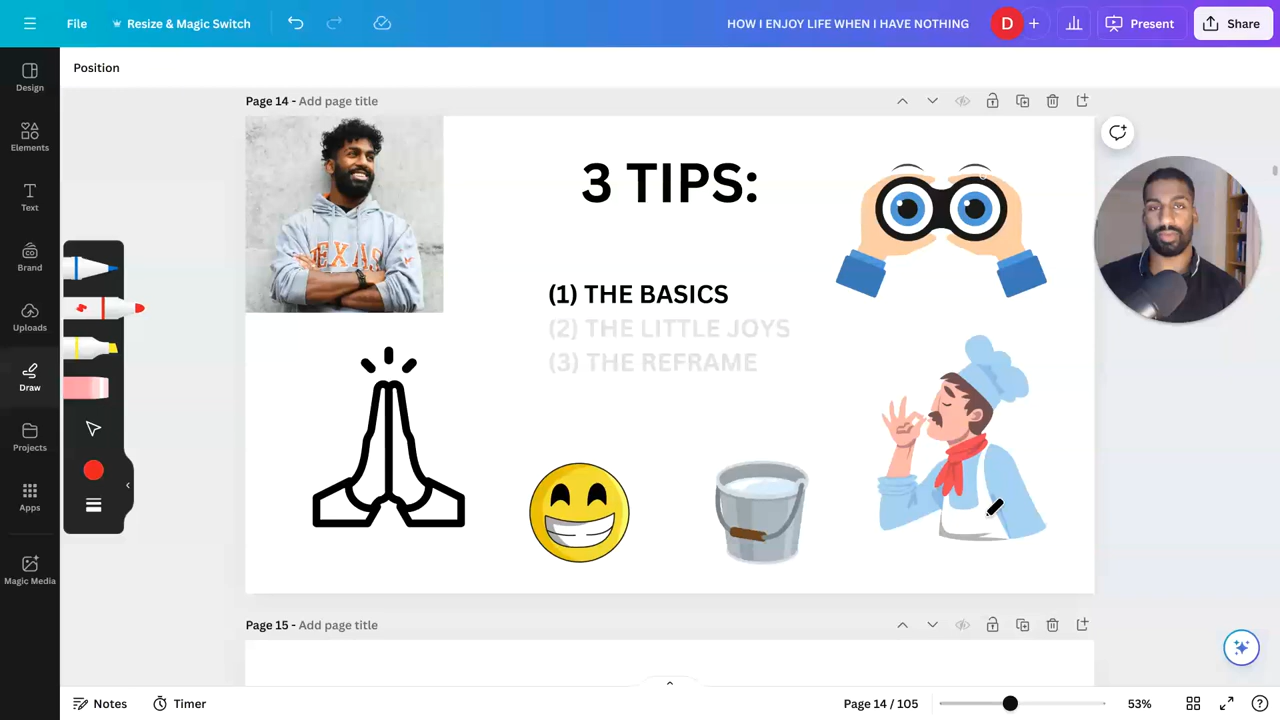 File
Resize & Magic Switch
HOW I ENJOY LIFE WHEN I HAVE NOTHING
D
+
Present
Share
Position
Design
Elements
Text
Brand
Uploads
Draw
Projects
Apps
Magic Media
Page 14 - Add page title
3 TIPS:
TEXAS
(1) THE BASICS
(2) THE LITTLE JOYS
(3) THE REFRAME
Page 15 - Add page title
Notes
Timer
Page 14 / 105
53%
?